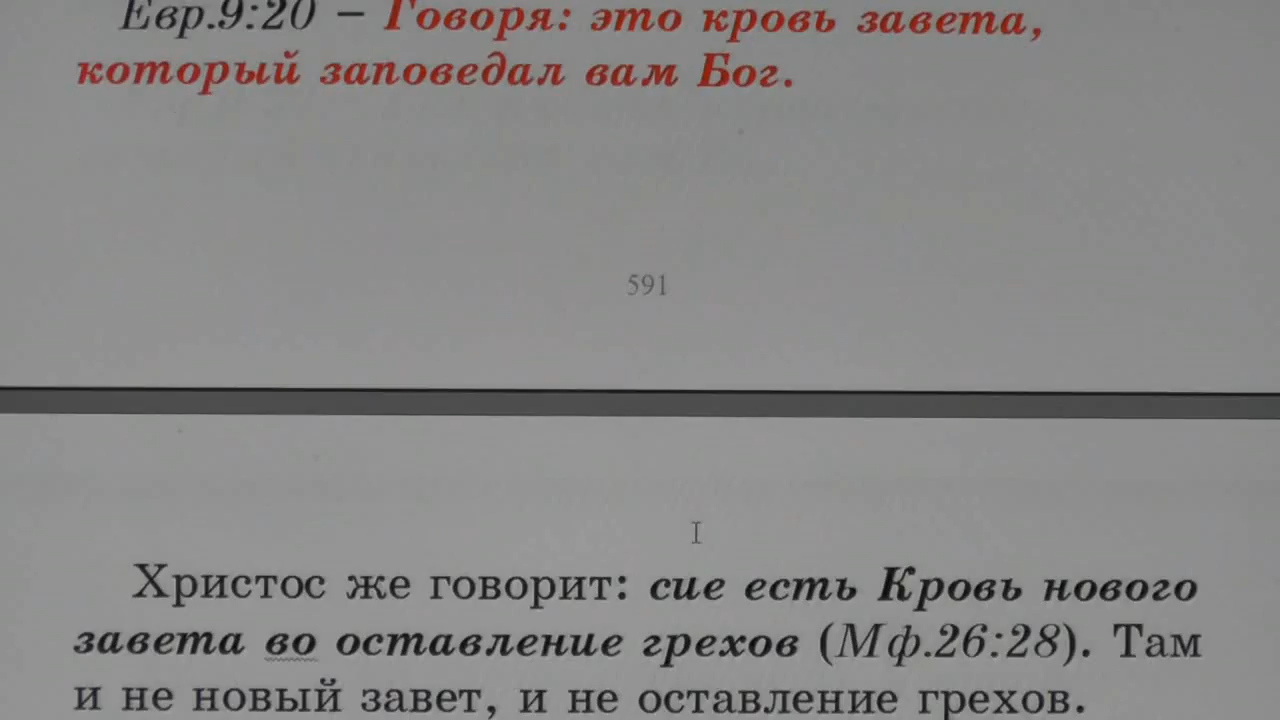 Евр.9:20 – Говоря: это кровь завета,
который заповедал вам Бог.
591
Христос же говорит: сие есть Кровь нового
завета во оставление грехов (Мф.26:28). Там
и не новый завет, и не оставление грехов.